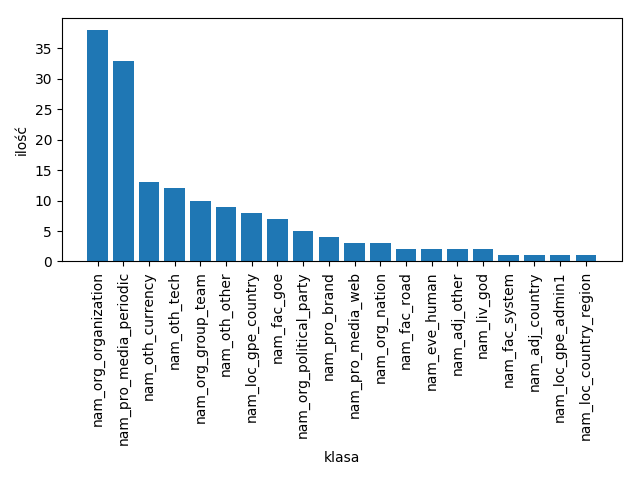 ilość
35
30
25
20
15
10
5
0
nam_org_organization
nam_pro_media_periodic
nam_oth_currency
nam_oth_tech
nam_org_group_team
nam_oth_other
nam_loc_gpe_country
nam_fac_goe
nam_org_political_party
nam_pro_brand
nam_pro_media_web
nam_org_nation
nam_fac_road
nam_eve_human
nam_adj_other
nam_liv_god
nam_fac_system
nam_adj_country
nam_loc_gpe_admin1
nam_loc_country_region
klasa